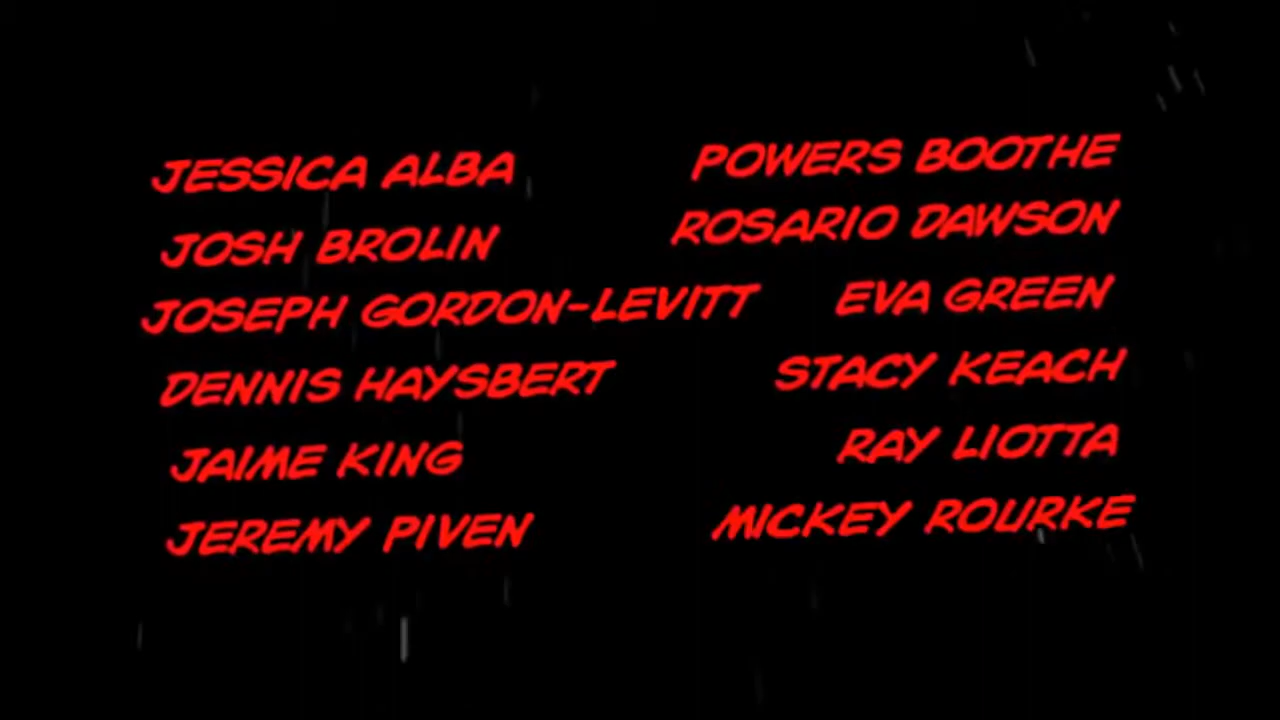 JESSICA ALBA
JOSH BROLIN
JOSEPH GORDON-LEVITT
DENNIS HAYSBERT
JAIME KING
JEREMY PIVEN
POWERS BOOTHE
ROSARIO DAWSON
EVA GREEN
STACY KEACH
RAY LIOTTA
MICKEY ROURKE